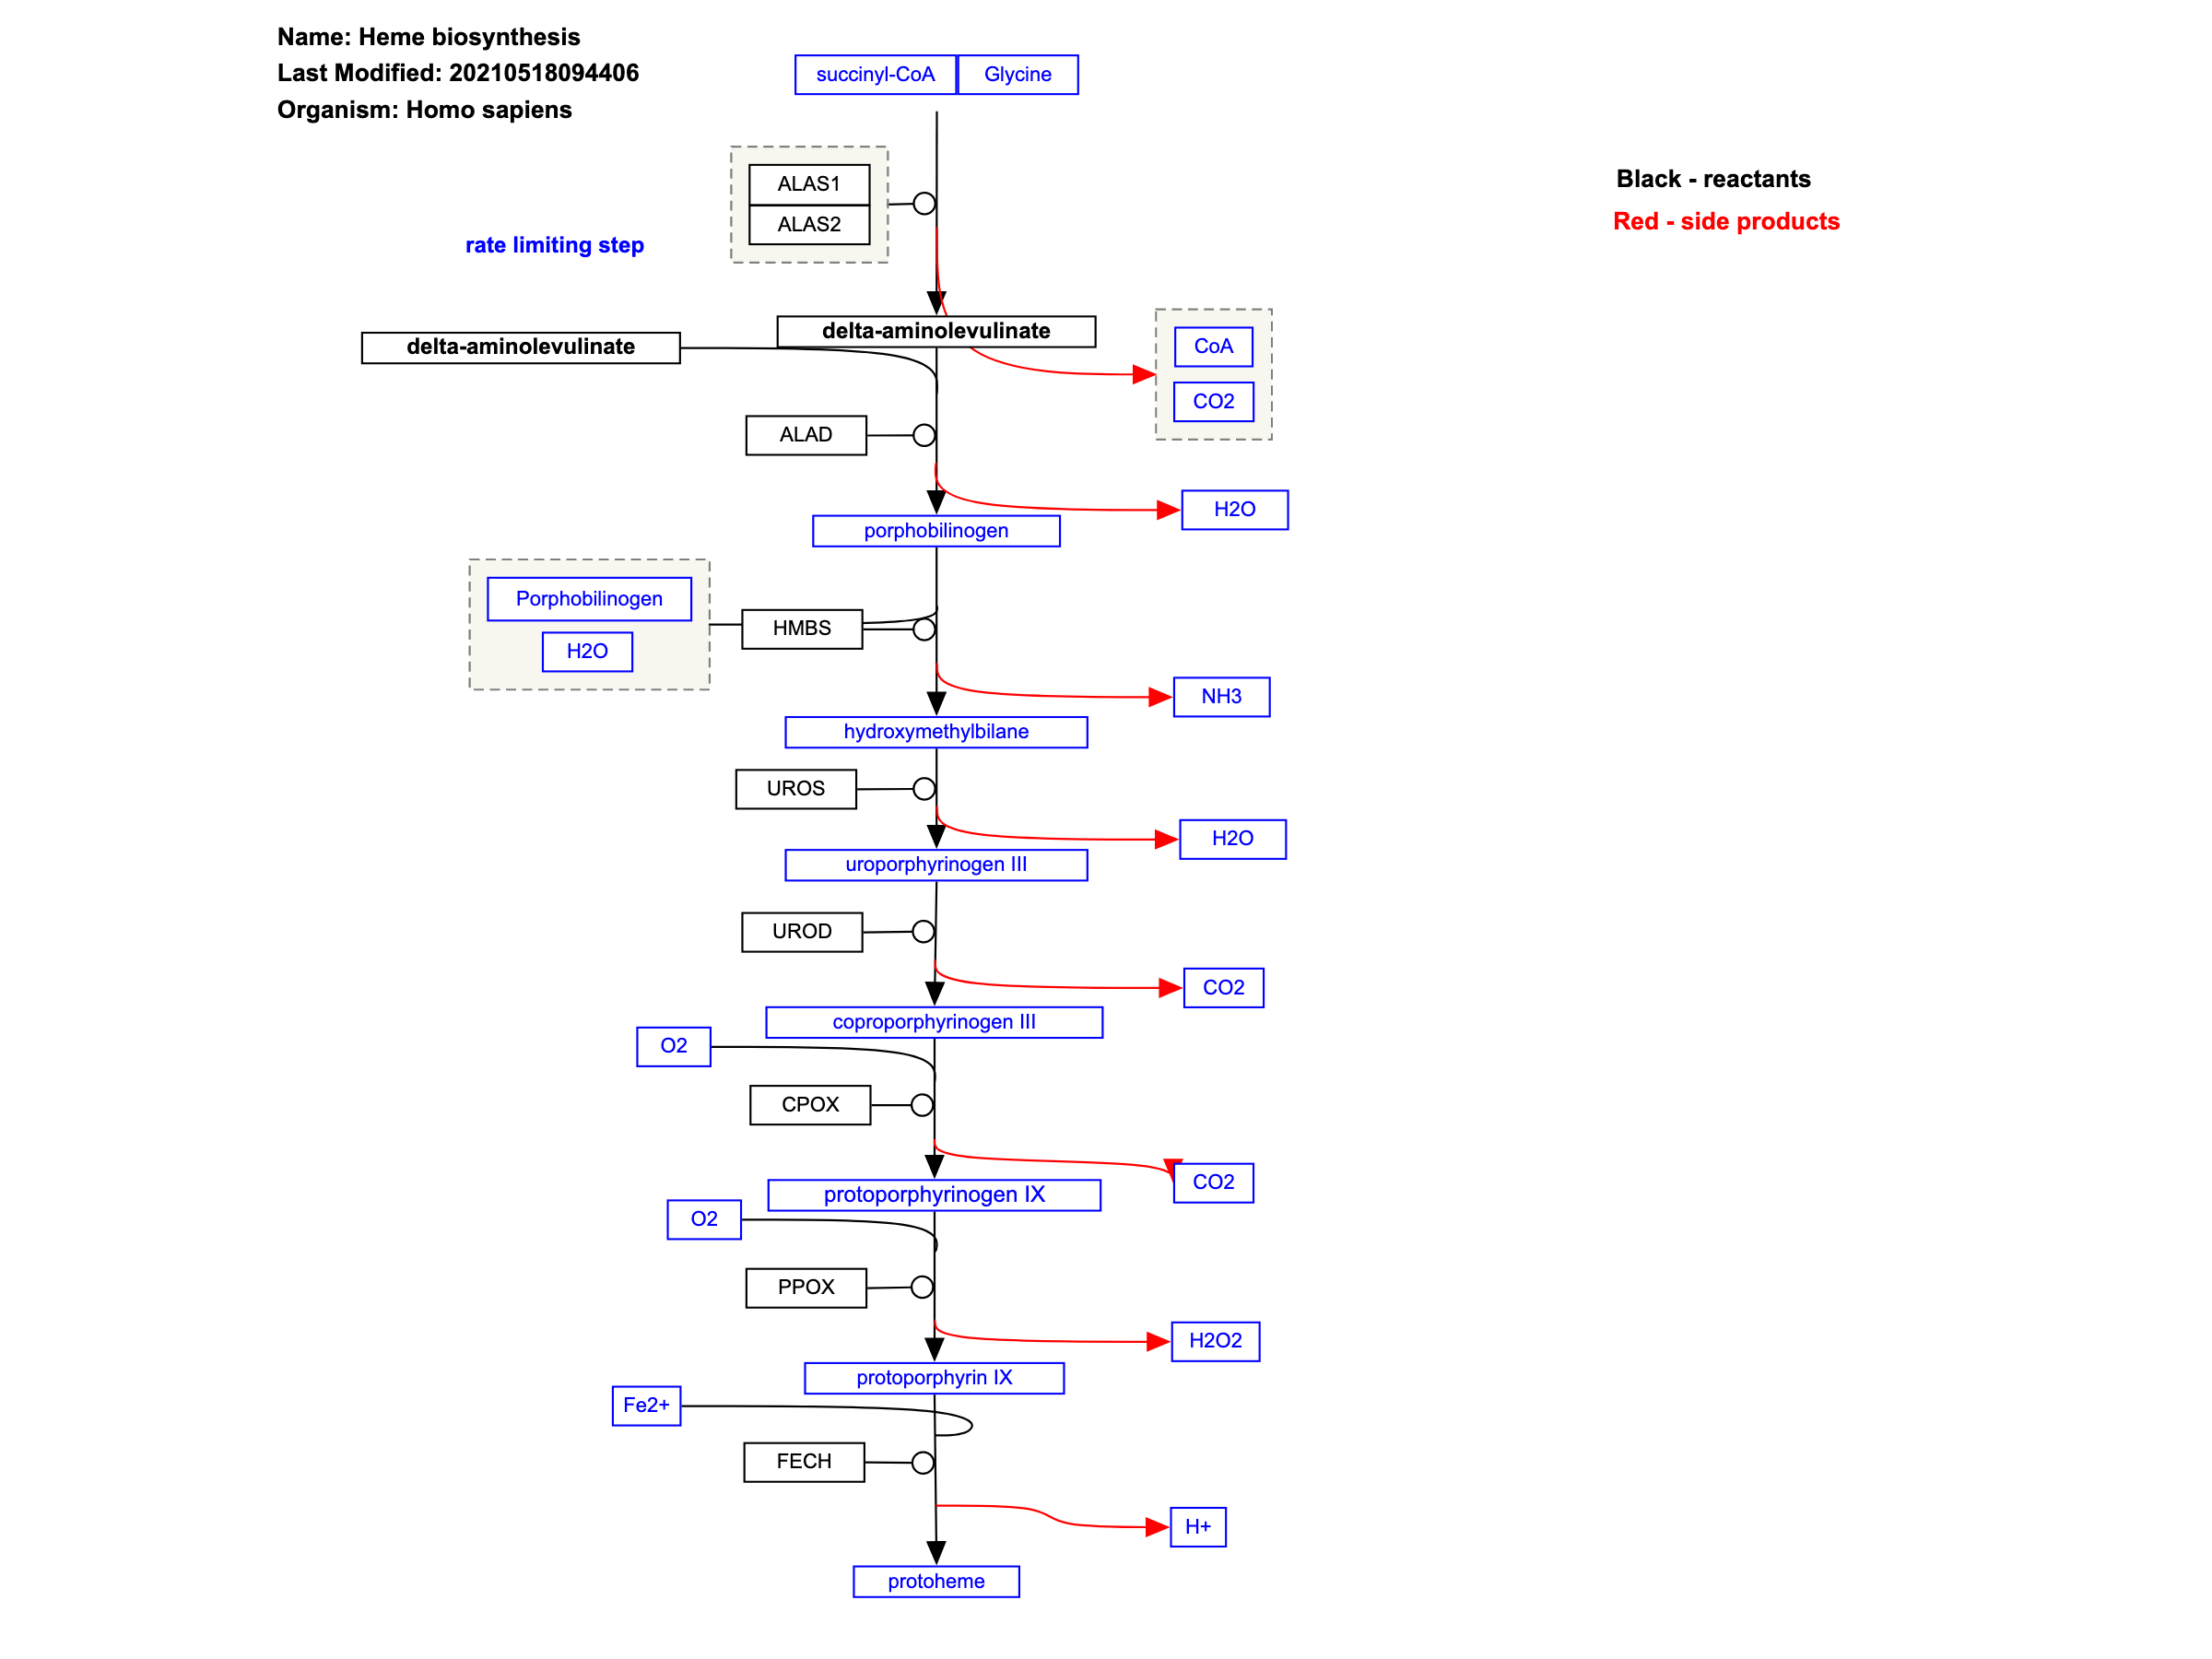 Name: Heme biosynthesis
Last Modified: 20210518094406
Organism: Homo sapiens
succinyl-CoA
Glycine
Black - reactants
Red - side products
ALAS1
ALAS2
rate limiting step
delta-aminolevulinate
delta-aminolevulinate
CoA
CO2
ALAD
H2O
porphobilinogen
Porphobilinogen
H2O
HMBS
NH3
hydroxymethylbilane
UROS
H2O
uroporphyrinogen III
UROD
CO2
coproporphyrinogen III
O2
CPOX
CO2
protoporphyrinogen IX
O2
PPOX
H2O2
protoporphyrin IX
Fe2+
FECH
H+
protoheme